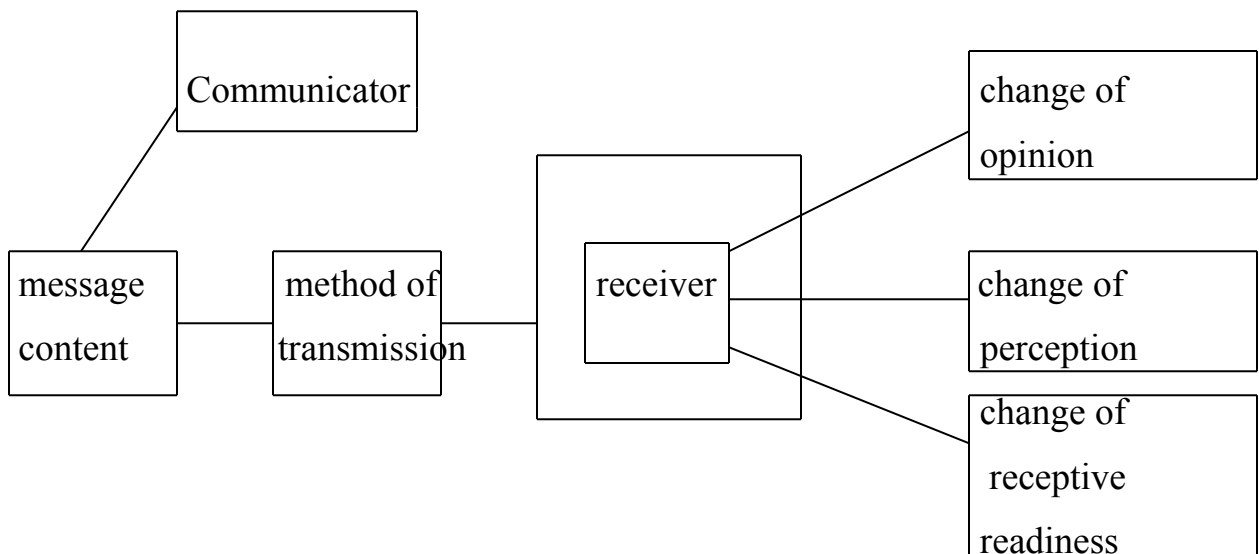 Communicator
message
content
method of
transmission
receiver
change of
opinion
change of
perception
change of
receptive
readiness